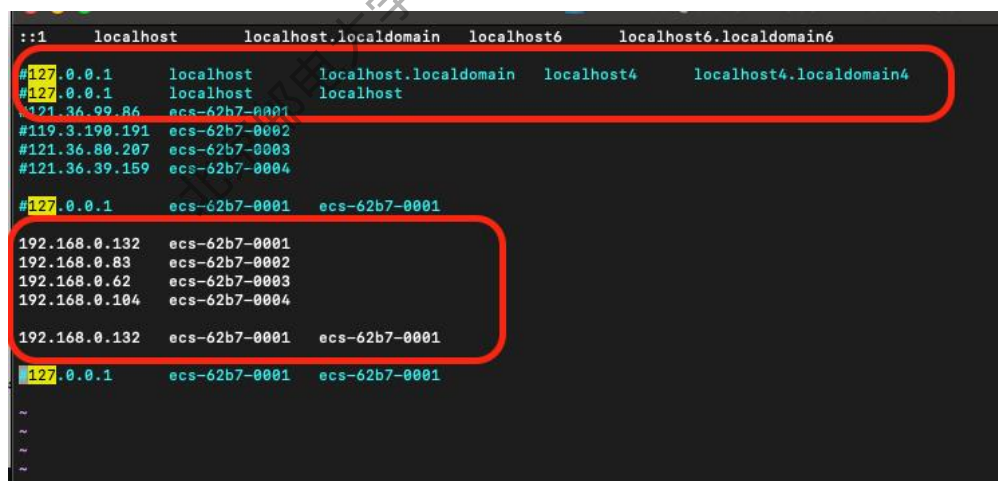 ::1 localhost localhost.localdomain localhost6 localhost6.localdomain6
#127.0.0.1 localhost localhost.localdomain localhost4 localhost4.localdomain4
#127.0.0.1 localhost localhost
#121.36.99.86 ecs-62b7-0001
#119.3.190.191 ecs-62b7-0002
#121.36.80.207 ecs-62b7-0003
#121.36.39.159 ecs-62b7-0004
#127.0.0.1 ecs-62b7-0001 ecs-62b7-0001
192.168.0.132 ecs-62b7-0001
192.168.0.83 ecs-62b7-0002
192.168.0.62 ecs-62b7-0003
192.168.0.104 ecs-62b7-0004
192.168.0.132 ecs-62b7-0001 ecs-62b7-0001
#127.0.0.1 ecs-62b7-0001 ecs-62b7-0001
~
~
~
~